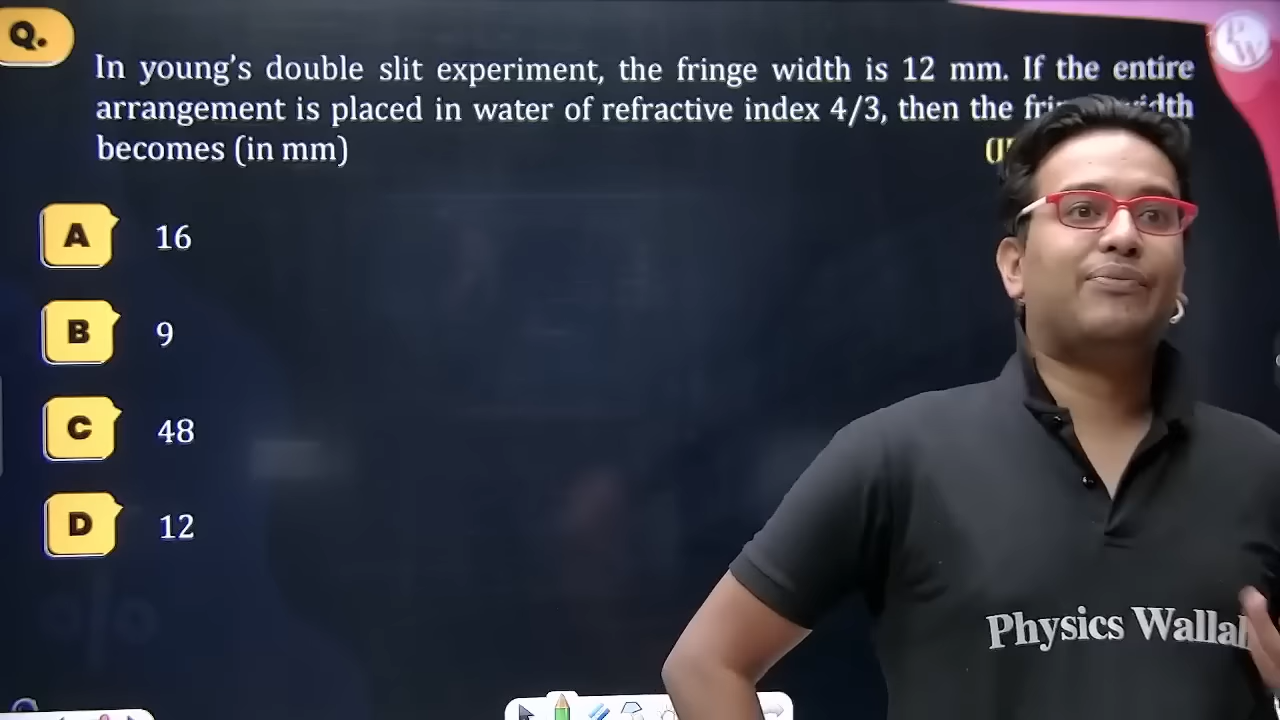 Q.
In young's double slit experiment, the fringe width is 12 mm. If the entire
arrangement is placed in water of refractive index 4/3, then the
becomes (in mm)
A 16
B 9
C 48
D 12
PW
Physics